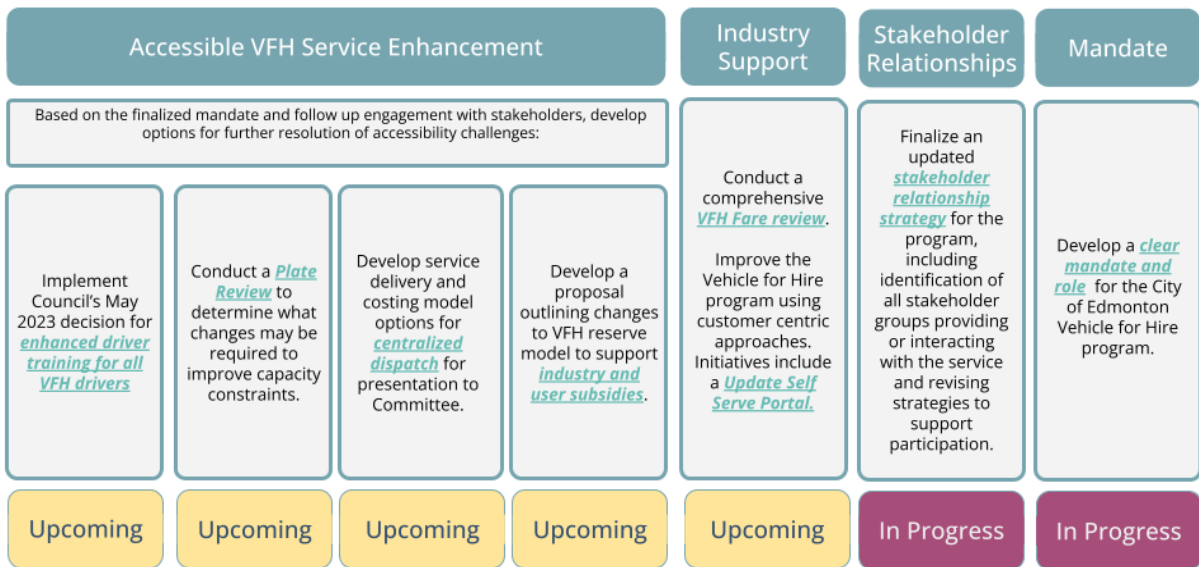 Accessible VFH Service Enhancement
Industry
Support
Stakeholder
Relationships
Mandate
Based on the finalized mandate and follow up engagement with stakeholders, develop
options for further resolution of accessibility challenges:
Implement
Council's May
2023 decision for
enhanced driver
training for all
VFH drivers
Conduct a Plate
Review to
determine what
changes may be
required to
improve capacity
constraints.
Develop service
delivery and
costing model
options for
centralized
dispatch for
presentation to
Committee.
Develop a
proposal
outlining changes
to VFH reserve
model to support
industry and
user subsidies.
Conduct a
comprehensive
VFH Fare review.
Improve the
Vehicle for Hire
program using
customer centric
approaches.
Initiatives include
a Update Self
Serve Portal.
Finalize an
updated
stakeholder
relationship
strategy for the
program,
including
identification of
all stakeholder
groups providing
or interacting
with the service
and revising
strategies to
support
participation.
Develop a clear
mandate and
role for the City
of Edmonton
Vehicle for Hire
program.
Upcoming
Upcoming
Upcoming
Upcoming
Upcoming
In Progress
In Progress